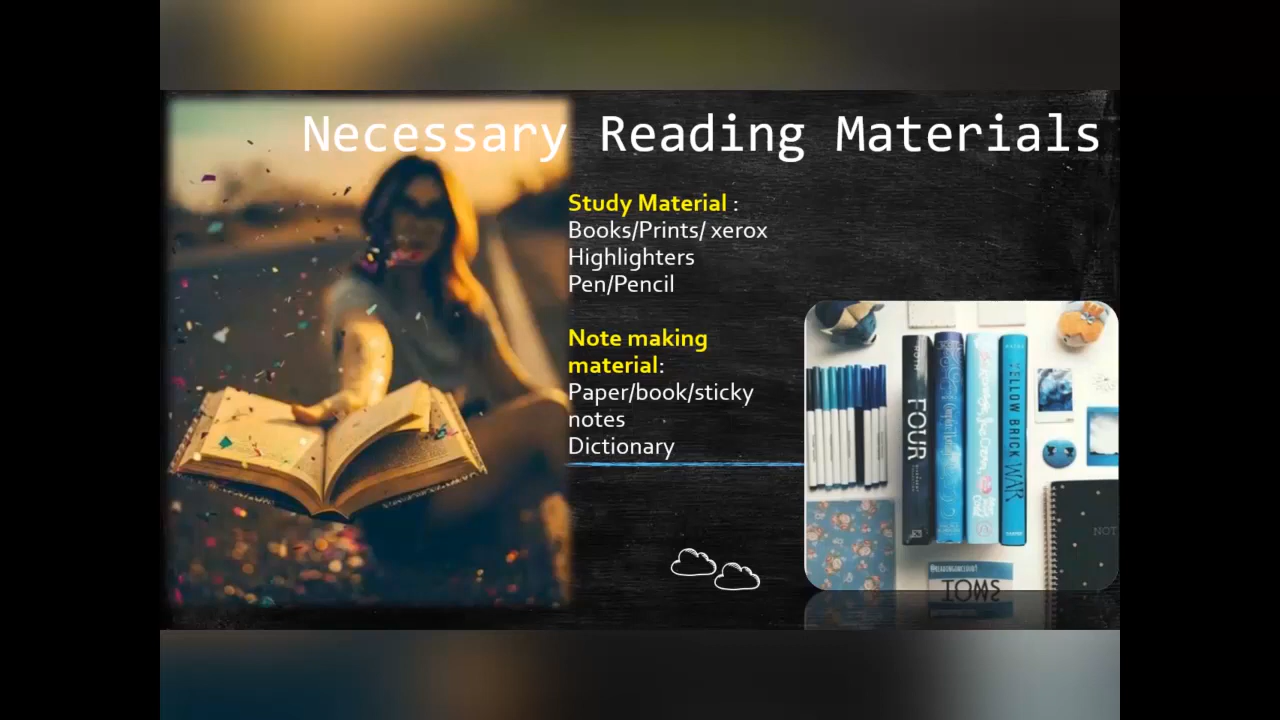 Necessary Reading Materials
Study Material :
Books/Prints/ xerox
Highlighters
Pen/Pencil
Note making
material:
Paper/book/sticky
notes
Dictionary
FOUR
YELLOW BRICK WAR
NOT
TOMS